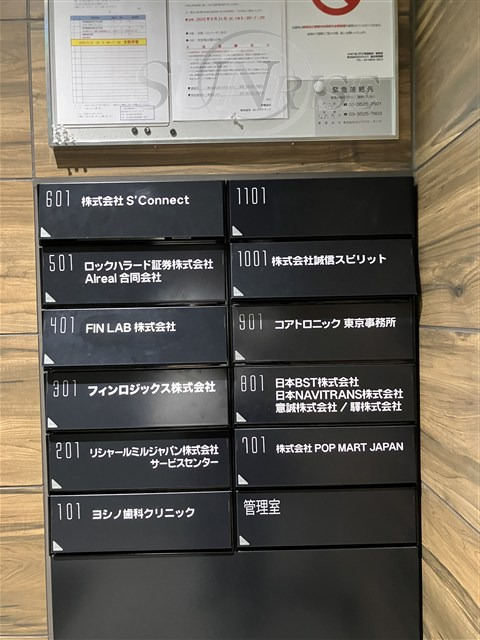 SUNRISE
緊急連絡先
601 株式会社 S'Connect
1101
501 ロックハラード証券株式会社
Alreal 合同会社
1001 株式会社誠信スピリット
401 FIN LAB 株式会社
901 コアトロニック 東京事務所
301 フィンロジックス株式会社
801 日本BST株式会社
日本NAVITRANS株式会社
意誠株式会社 / 驛株式会社
201 リシャールミルジャパン株式会社
サービスセンター
701 株式会社 POP MART JAPAN
101 ヨシノ歯科クリニック
管理室